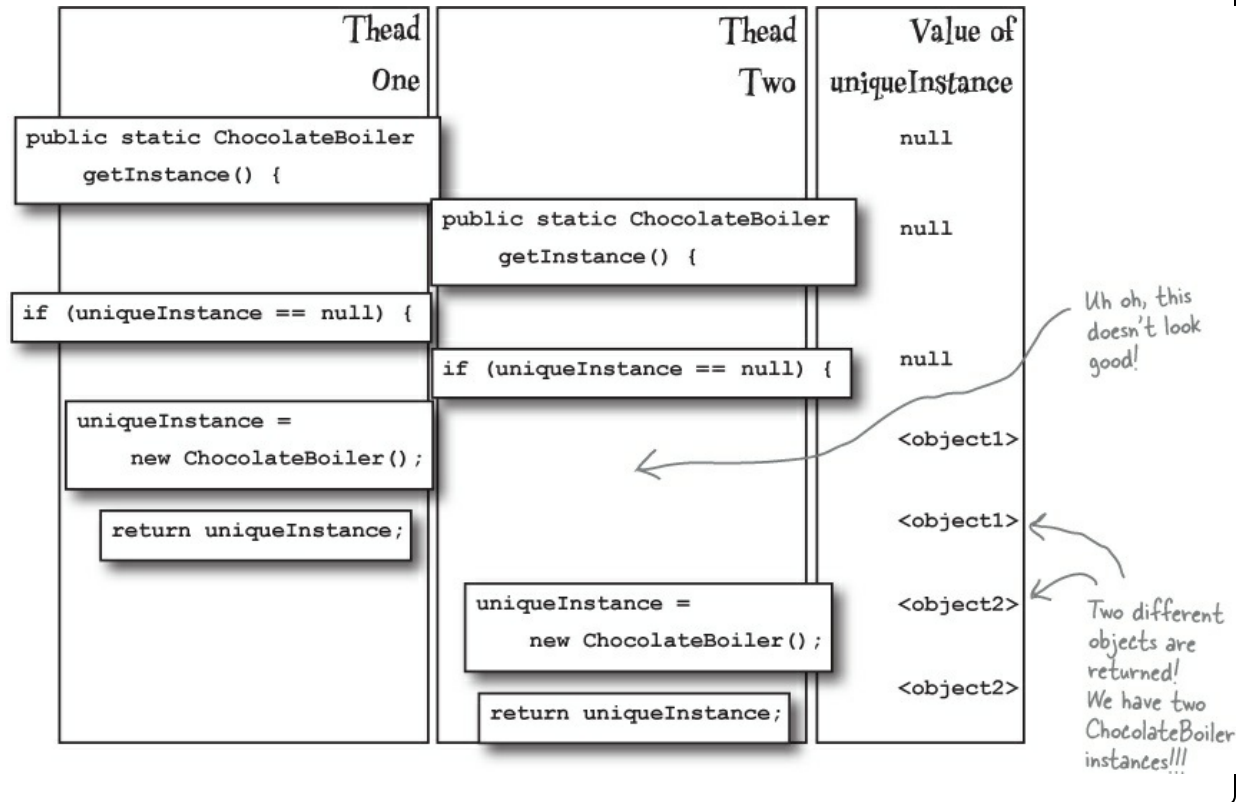 Thead
One
Thead
Two
Value of
uniqueInstance
public static ChocolateBoiler
getInstance() {
null
public static ChocolateBoiler
getInstance() {
null
if (uniqueInstance == null) {
if (uniqueInstance == null) {
null
Uh oh, this
doesn't look
good!
uniqueInstance =
new ChocolateBoiler();
<object1>
return uniqueInstance;
<object1>
uniqueInstance =
new ChocolateBoiler();
<object2>
return uniqueInstance;
<object2>
Two different
objects are
returned!
We have two
ChocolateBoiler
instances!!!